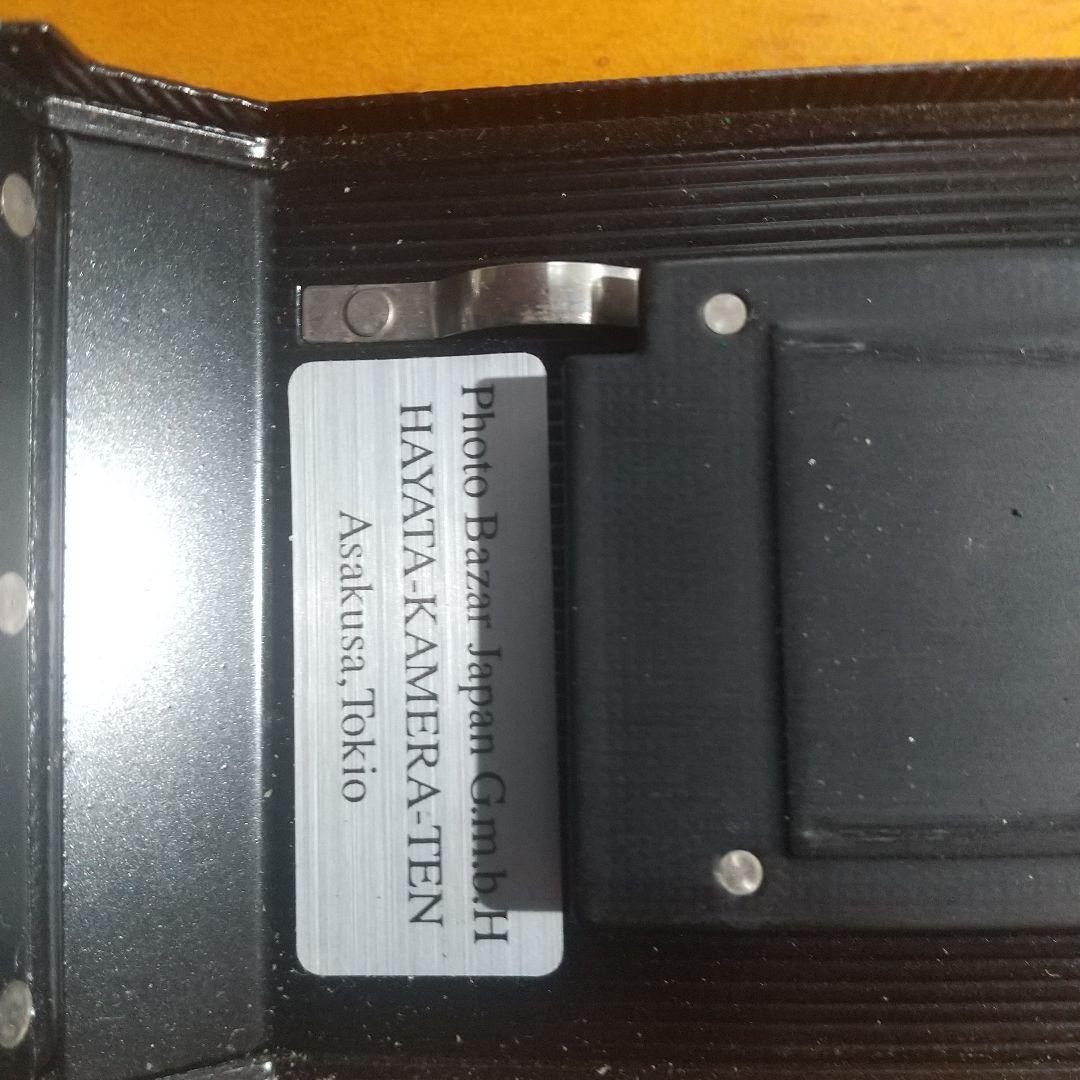 Photo Bazar Japan G.m.b.H
HAYATA-KAMERA-TEN
Asakusa,Tokio